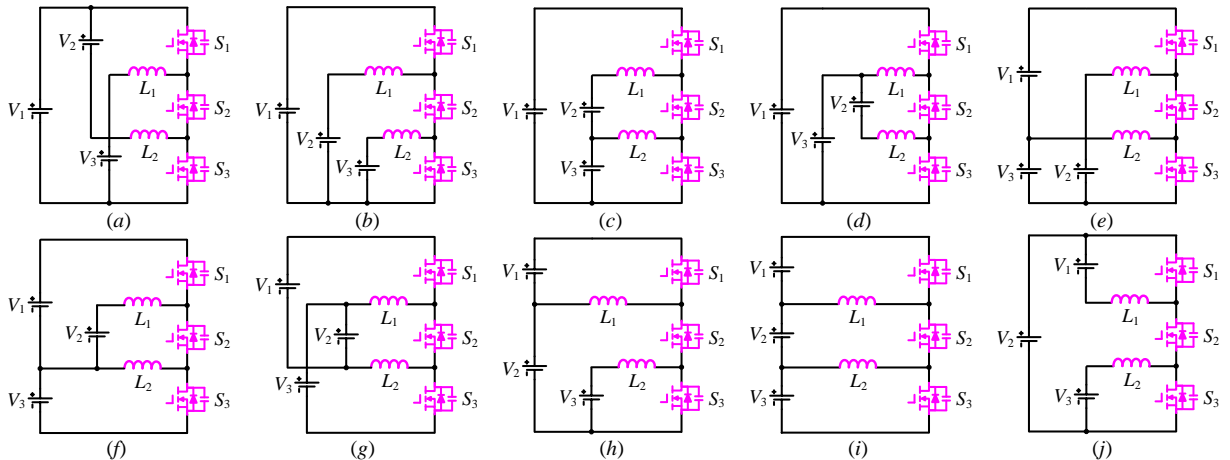 V1 V2 V3 L1 L2 S1 S2 S3
(a)
V1 V2 V3 L1 L2 S1 S2 S3
(b)
V1 V2 V3 L1 L2 S1 S2 S3
(c)
V1 V2 V3 L1 L2 S1 S2 S3
(d)
V1 V3 V2 L1 L2 S1 S2 S3
(e)
V1 V2 V3 L1 L2 S1 S2 S3
(f)
V1 V2 V3 L1 L2 S1 S2 S3
(g)
V1 V2 V3 L1 L2 S1 S2 S3
(h)
V1 V2 V3 L1 L2 S1 S2 S3
(i)
V1 V2 V3 L1 L2 S1 S2 S3
(j)